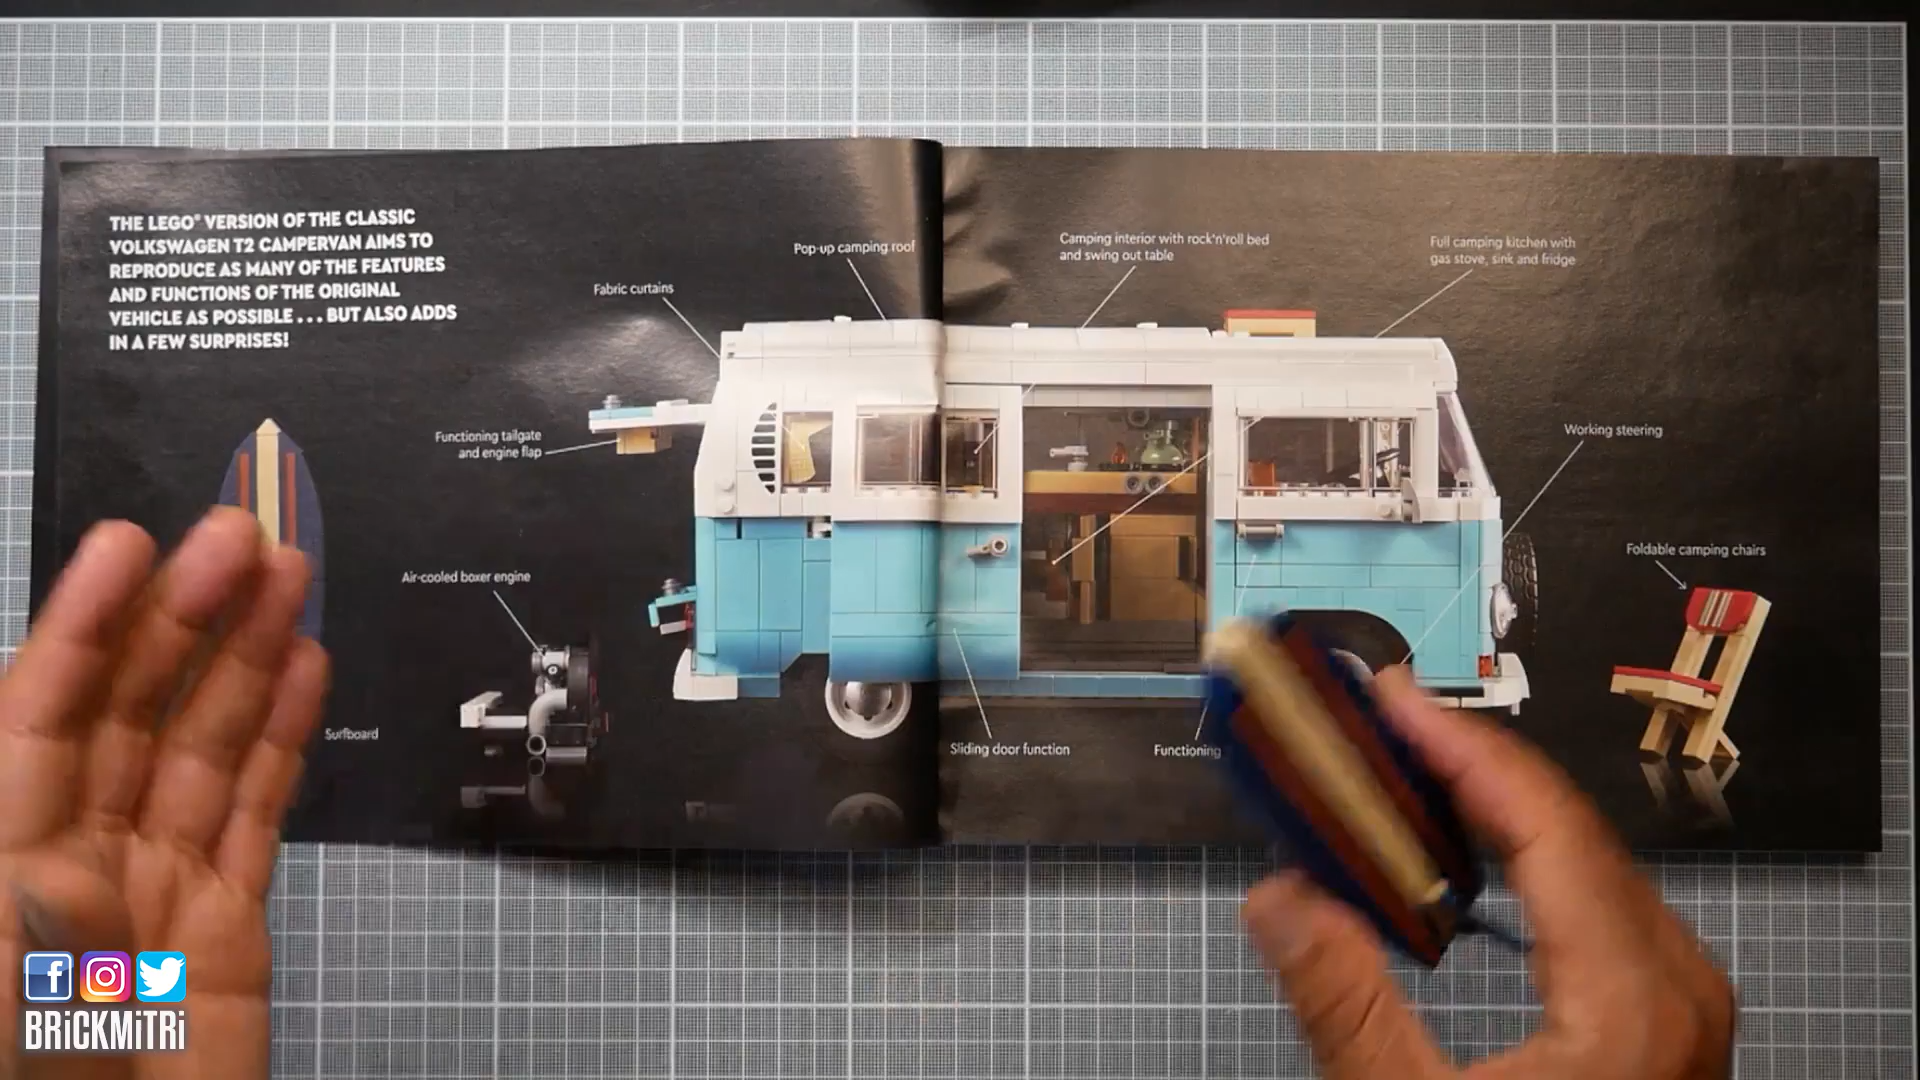 THE LEGO® VERSION OF THE CLASSIC
VOLKSWAGEN T2 CAMPERVAN AIMS TO
REPRODUCE AS MANY OF THE FEATURES
AND FUNCTIONS OF THE ORIGINAL
VEHICLE AS POSSIBLE . . . BUT ALSO ADDS
IN A FEW SURPRISES!
Fabric curtains
Pop-up camping roof
Camping interior with rock'n'roll bed
and swing out table
Full camping kitchen with
gas stove, sink and fridge
Functioning tailgate
and engine flap
Working steering
Air-cooled boxer engine
Foldable camping chairs
Surfboard
Sliding door function
Functioning
BRiCKMiTRi